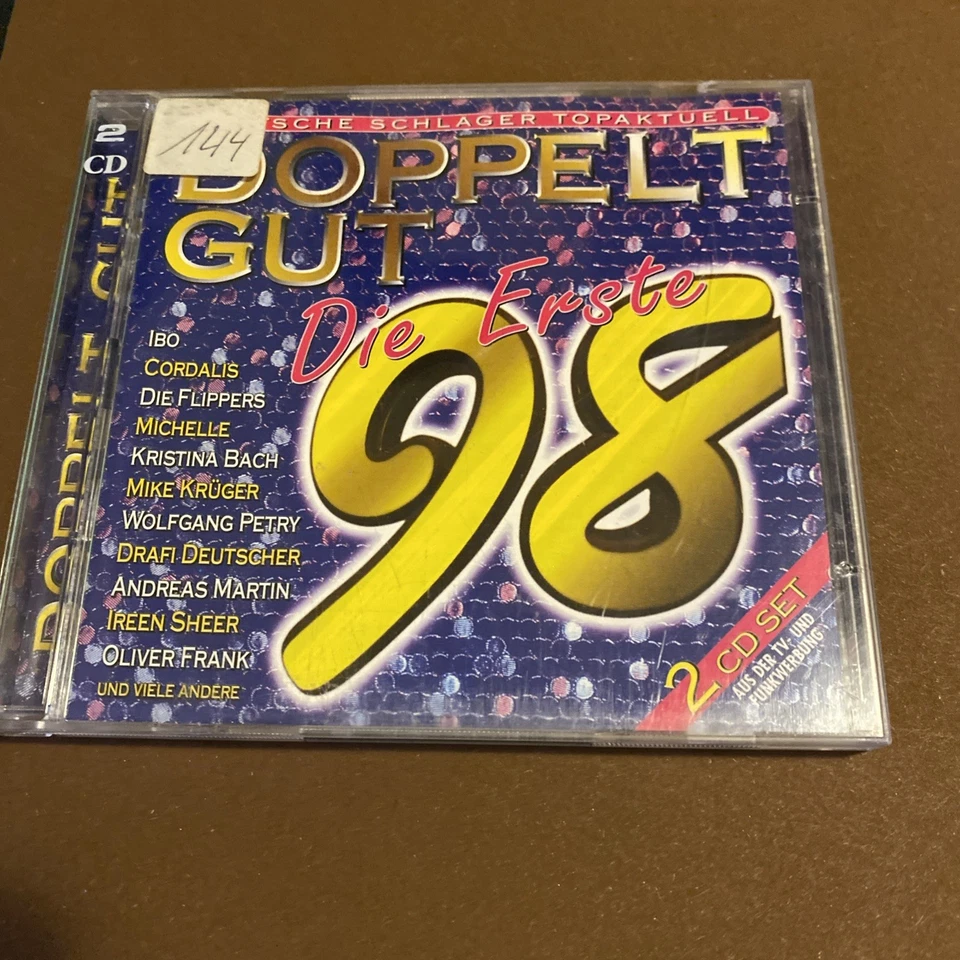 2
CD
144
SCHE SCHLAGER TOPAKTUELL
DOPPELT
GUT
Die Erste
98
IBO
CORDALIS
DIE FLIPPERS
MICHELLE
KRISTINA BACH
MIKE KRÜGER
WOLFGANG PETRY
DRAFI DEUTSCHER
ANDREAS MARTIN
IREEN SHEER
OLIVER FRANK
UND VIELE ANDERE
2 CD SET
AUS DER TV- UND
FUNKWERBUNG
DOPPELT GUT